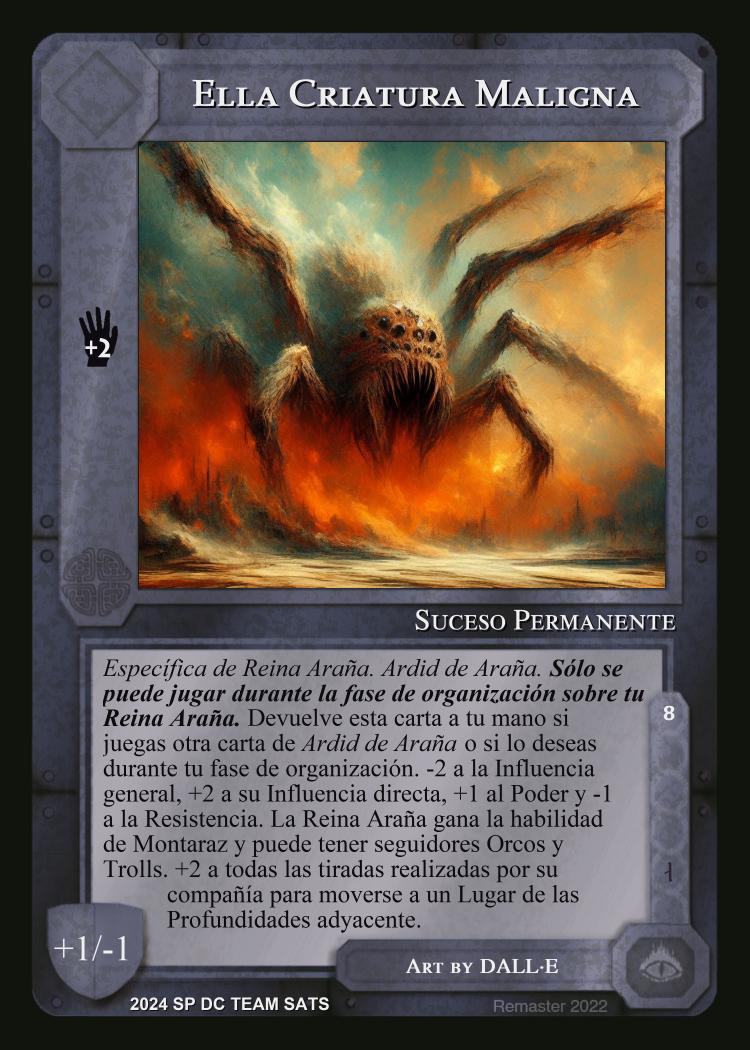 Ella Criatura Maligna
+2
Suceso Permanente
Específica de Reina Araña. Ardid de Araña. Sólo se
puede jugar durante la fase de organización sobre tu
Reina Araña. Devuelve esta carta a tu mano si
juegas otra carta de Ardid de Araña o si lo deseas
durante tu fase de organización. -2 a la Influencia
general, +2 a su Influencia directa, +1 al Poder y -1
a la Resistencia. La Reina Araña gana la habilidad
de Montaraz y puede tener seguidores Orcos y
Trolls. +2 a todas las tiradas realizadas por su
compañía para moverse a un Lugar de las
Profundidades adyacente.
8
+1/-1
Art by DALL·E
2024 SP DC TEAM SATS
Remaster 2022